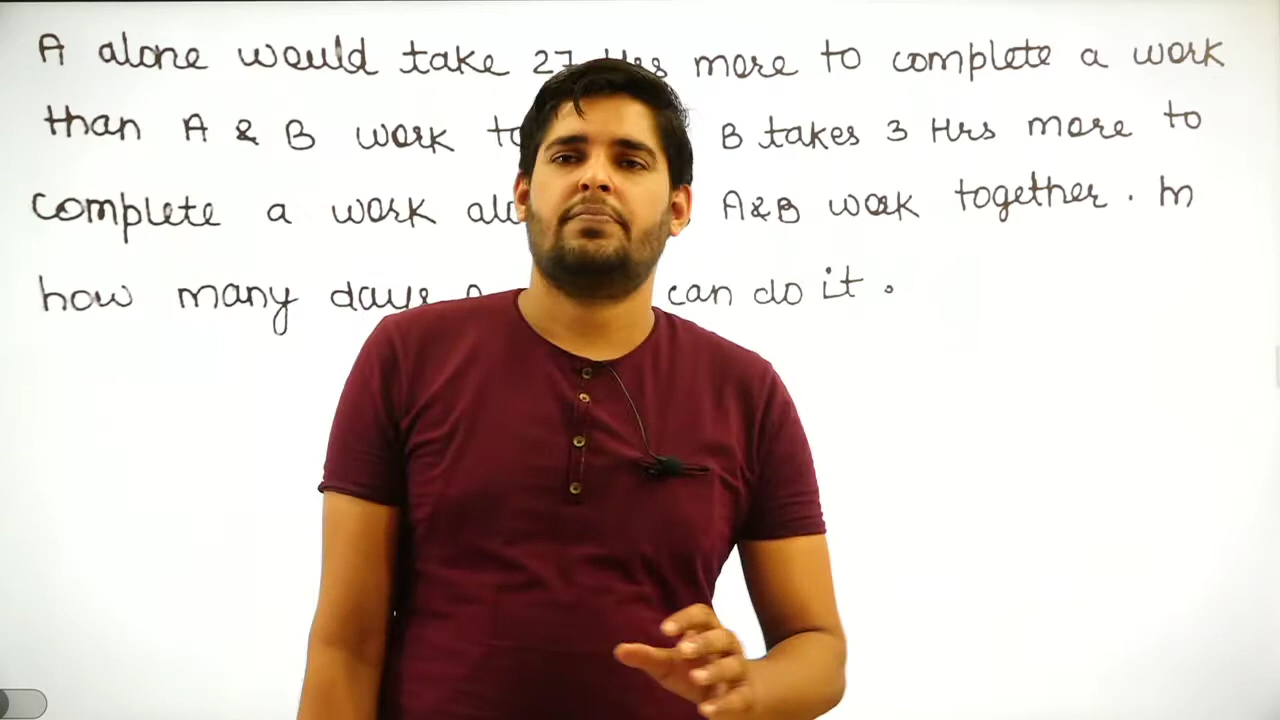 A alone would take 27 Hrs more to complete a work
than A & B work B takes 3 Hrs more to
complete a work A&B work together. In
how many days can do it.